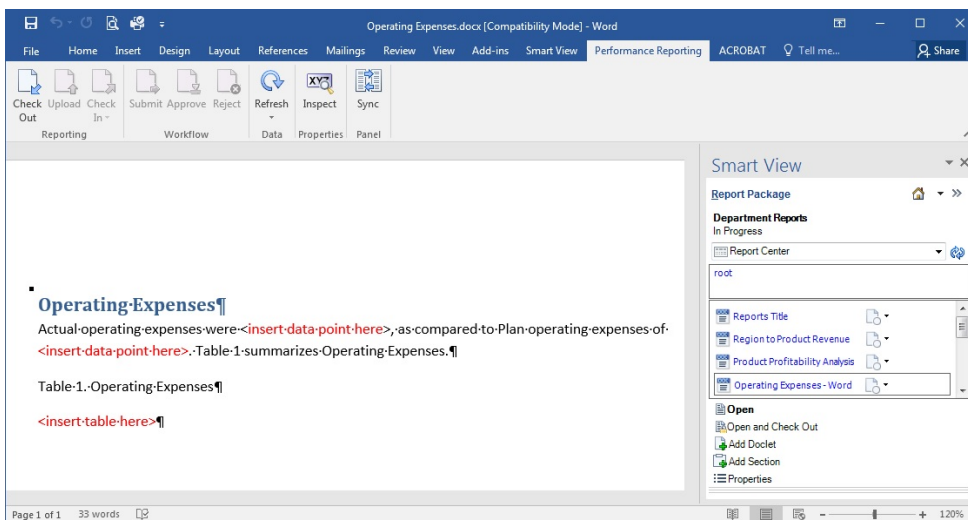 Operating Expenses.docx [Compatibility Mode] - Word
File Home Insert Design Layout References Mailings Review View Add-ins Smart View Performance Reporting ACROBAT Tell me... Share
Check Out Upload Check In Submit Approve Reject Refresh Inspect Sync
Reporting Workflow Data Properties Panel
Smart View
Report Package
Department Reports
In Progress
Report Center
root
Reports Title
Region to Product Revenue
Product Profitability Analysis
Operating Expenses - Word
Open
Open and Check Out
Add Doclet
Add Section
Properties
Operating·Expenses¶
Actual·operating·expenses·were·<insert·data·point·here>,·as·compared·to·Plan·operating·expenses·of·
<insert·data·point·here>.·Table·1·summarizes·Operating·Expenses.¶
Table·1.·Operating·Expenses¶
<insert·table·here>¶
Page 1 of 1 33 words 120%